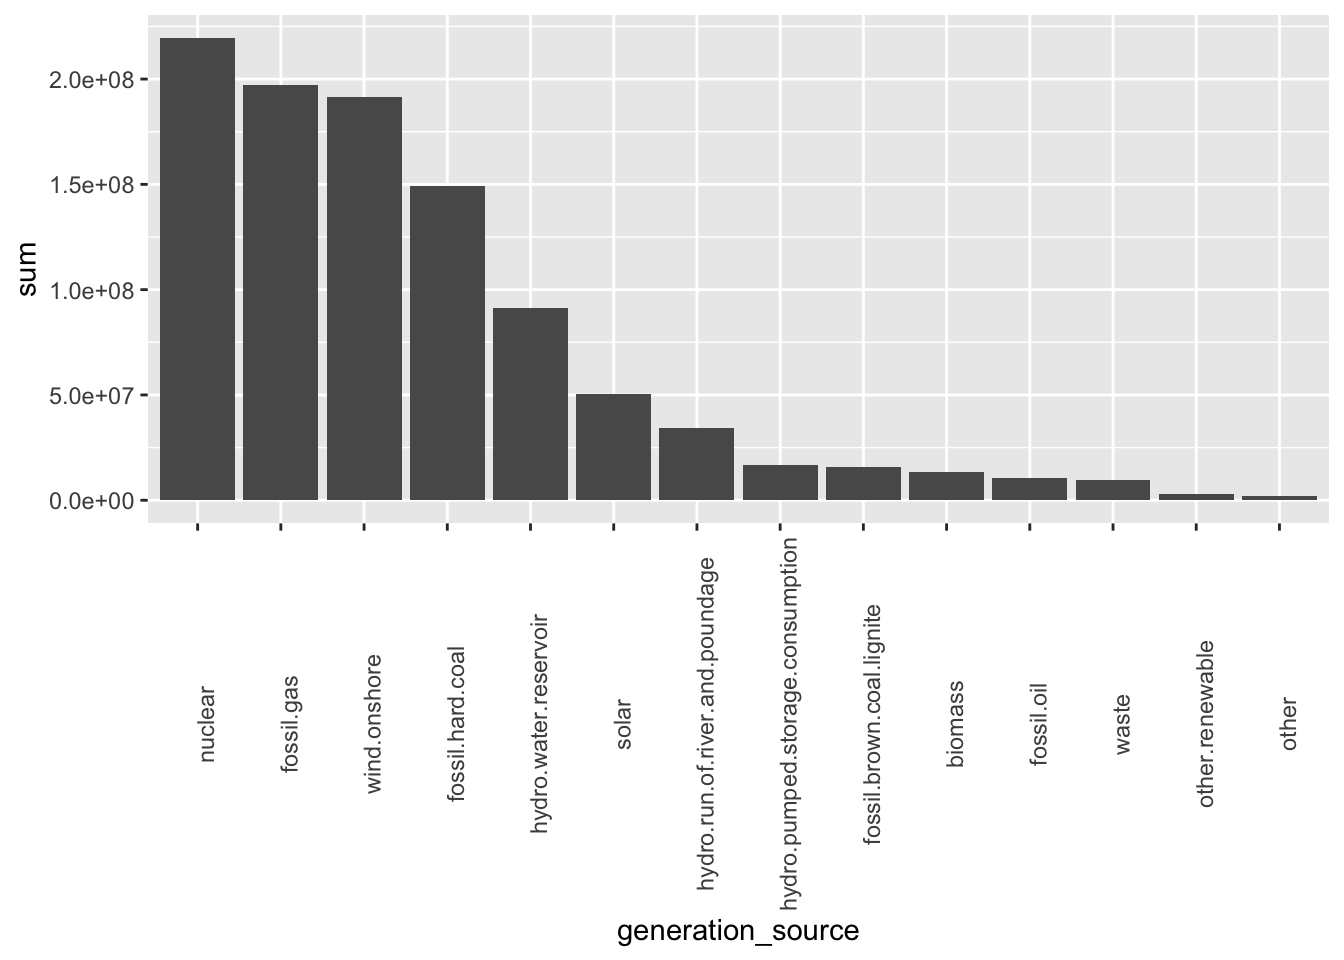 2.0e+08
1.5e+08
1.0e+08
5.0e+07
0.0e+00
sum
nuclear
fossil.gas
wind.onshore
fossil.hard.coal
hydro.water.reservoir
solar
hydro.run.of.river.and.poundage
hydro.pumped.storage.consumption
fossil.brown.coal.lignite
biomass
fossil.oil
waste
other.renewable
other
generation_source